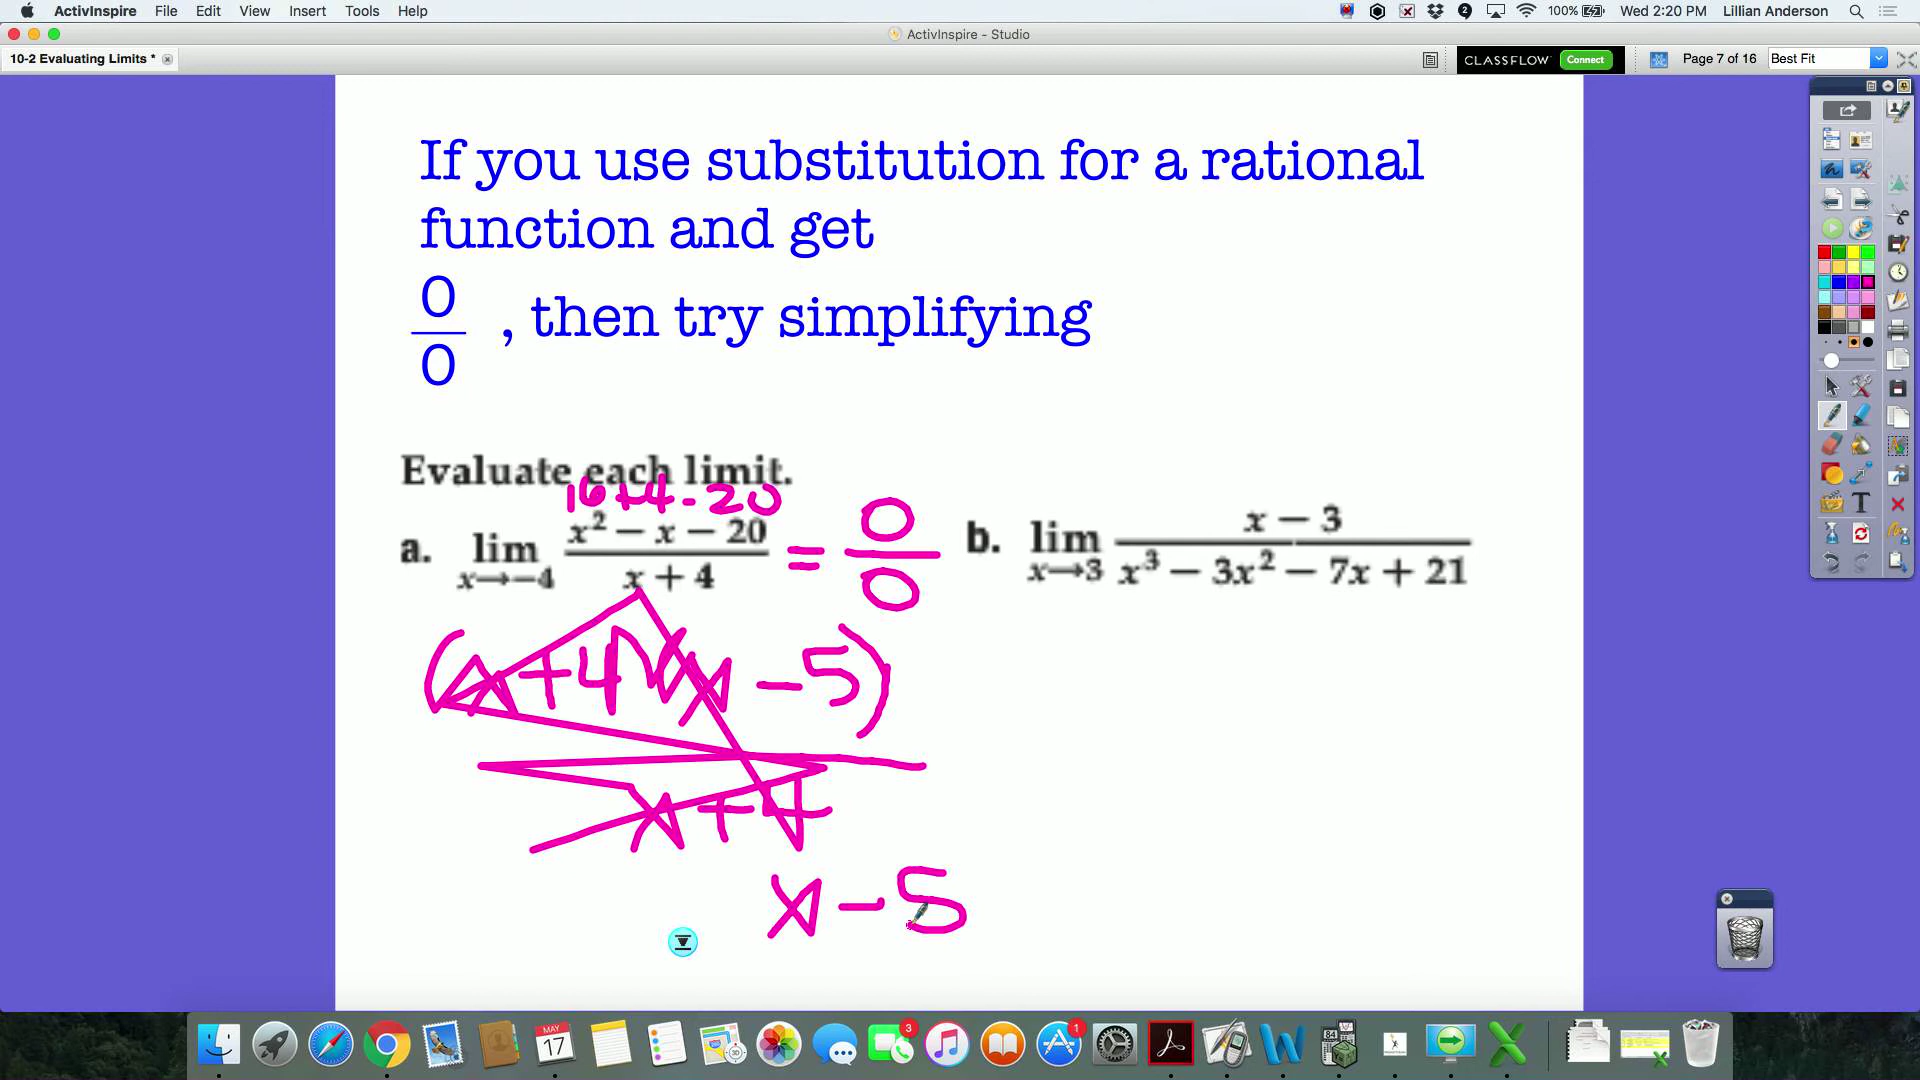 ActivInspire File Edit View Insert Tools Help 2 100% Wed 2:20 PM Lillian Anderson
ActivInspire - Studio
10-2 Evaluating Limits * CLASSFLOW Connect Page 7 of 16 Best Fit
If you use substitution for a rational
function and get
0/0 , then try simplifying
Evaluate each limit.
16+4-20
a. lim x→−4 (x² − x − 20)/(x + 4) = 0/0
b. lim x→3 (x − 3)/(x³ − 3x² − 7x + 21)
(x+4)(x-5)
x+4
x-5
MAY
17
3
1